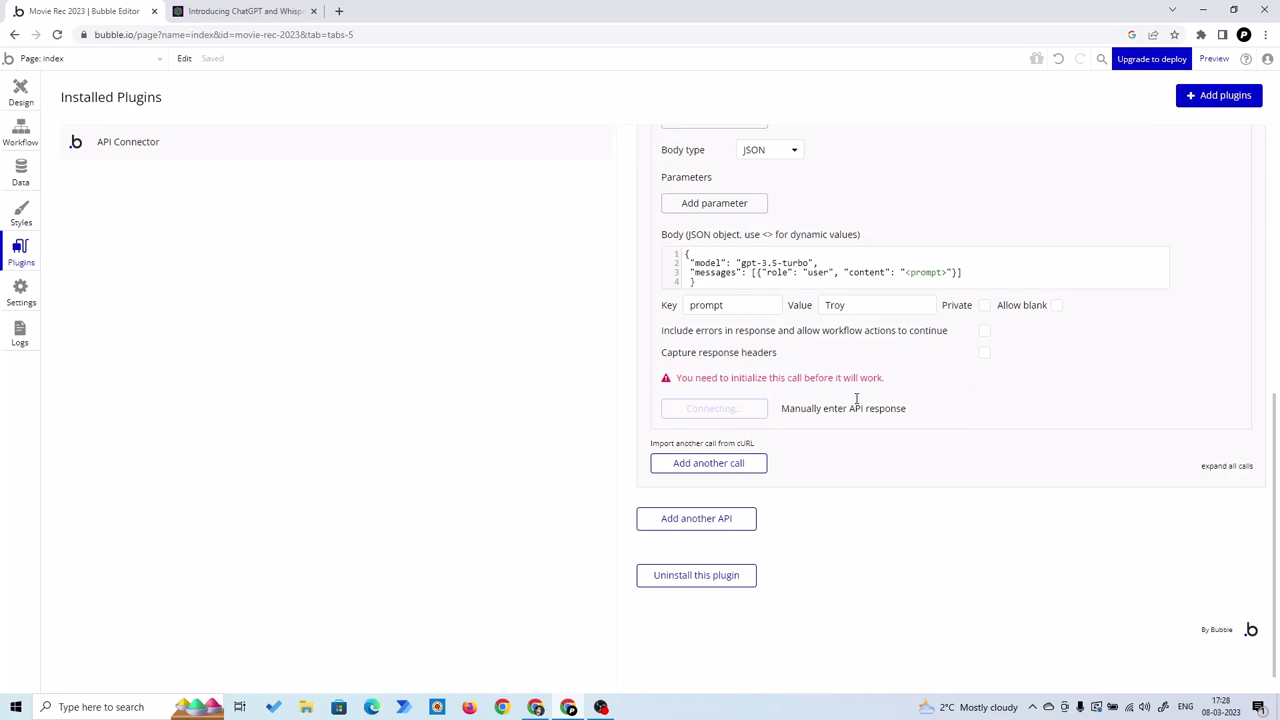 Movie Rec 2023 | Bubble Editor
Introducing ChatGPT and Whisp
bubble.io/page?name=index&id=movie-rec-2023&tab=tabs-5
Page: index
Edit
Saved
Upgrade to deploy
Preview
Design
Workflow
Data
Styles
Plugins
Settings
Logs
Installed Plugins
+ Add plugins
API Connector
Body type
JSON
Parameters
Add parameter
Body (JSON object, use <> for dynamic values)
1 {
2 "model": "gpt-3.5-turbo",
3 "messages": [{"role": "user", "content": "<prompt>"}]
4 }
Key prompt Value Troy Private Allow blank
Include errors in response and allow workflow actions to continue
Capture response headers
You need to initialize this call before it will work.
Connecting... Manually enter API response
Import another call from cURL
Add another call
expand all calls
Add another API
Uninstall this plugin
By Bubble
Type here to search
2°C Mostly cloudy
ENG
17:28
08-03-2023